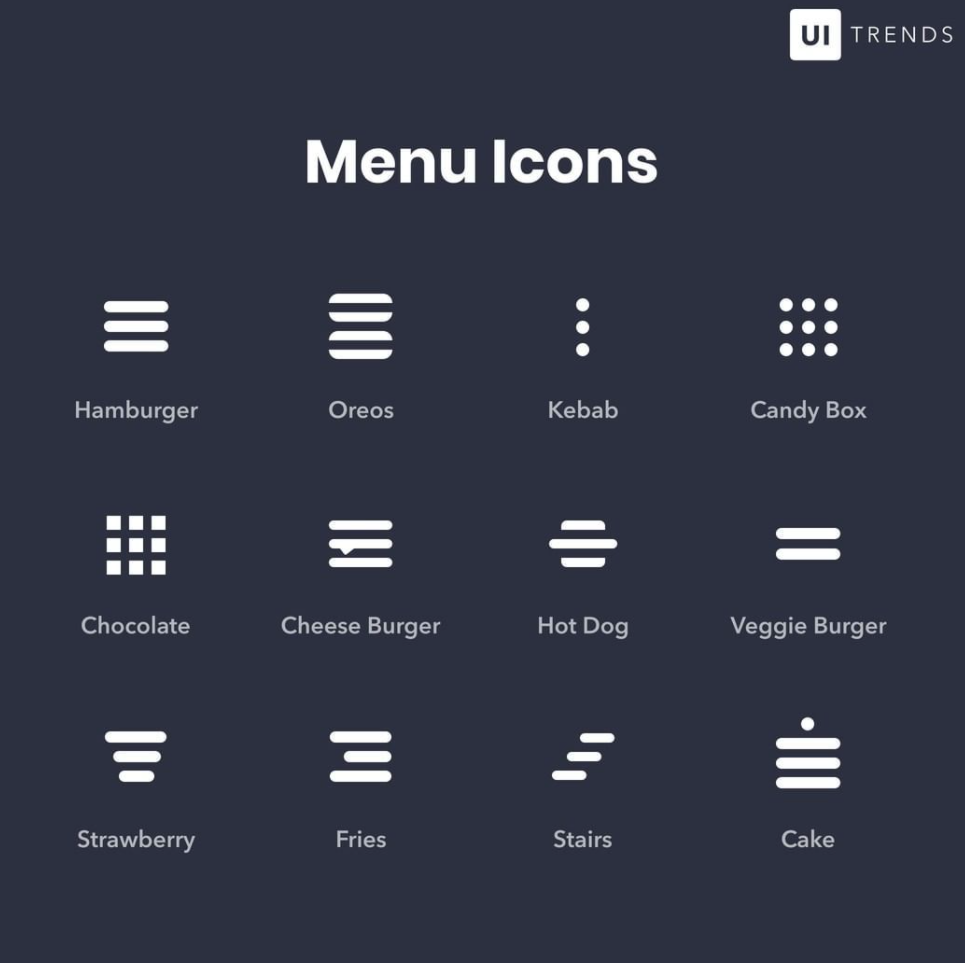 UI TRENDS
Menu Icons
Hamburger Oreos Kebab Candy Box
Chocolate Cheese Burger Hot Dog Veggie Burger
Strawberry Fries Stairs Cake